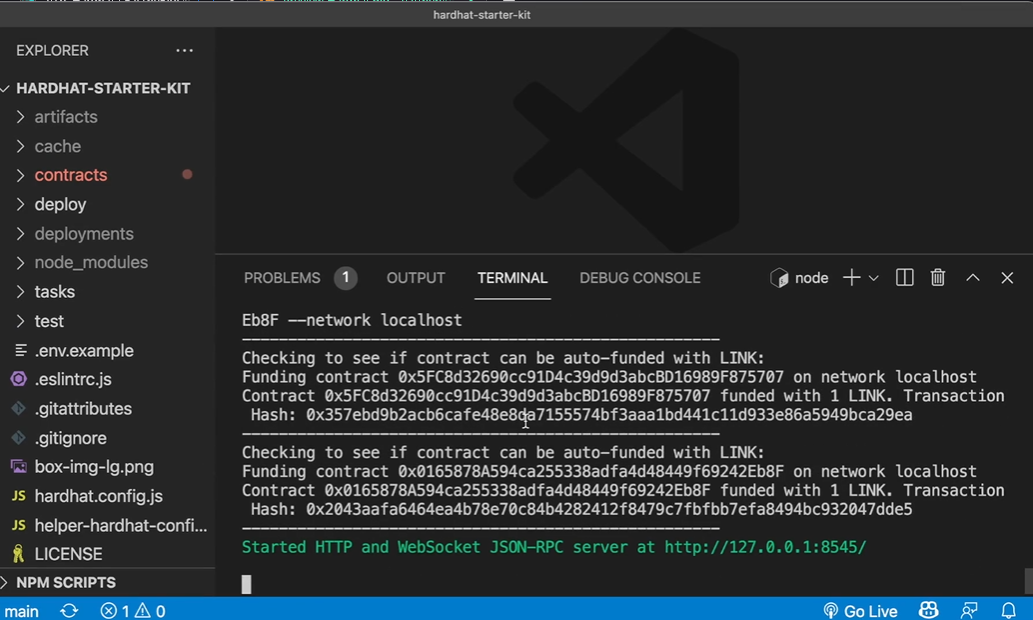 hardhat-starter-kit
EXPLORER
HARDHAT-STARTER-KIT
artifacts
cache
contracts
deploy
deployments
node_modules
tasks
test
.env.example
.eslintrc.js
.gitattributes
.gitignore
box-img-lg.png
JS hardhat.config.js
JS helper-hardhat-confi...
LICENSE
NPM SCRIPTS
PROBLEMS 1 OUTPUT TERMINAL DEBUG CONSOLE node
Eb8F --network localhost
Checking to see if contract can be auto-funded with LINK:
Funding contract 0x5FC8d32690cc91D4c39d9d3abcBD16989F875707 on network localhost
Contract 0x5FC8d32690cc91D4c39d9d3abcBD16989F875707 funded with 1 LINK. Transaction
Hash: 0x357ebd9b2acb6cafe48e8da7155574bf3aaa1bd441c11d933e86a5949bca29ea
Checking to see if contract can be auto-funded with LINK:
Funding contract 0x0165878A594ca255338adfa4d48449f69242Eb8F on network localhost
Contract 0x0165878A594ca255338adfa4d48449f69242Eb8F funded with 1 LINK. Transaction
Hash: 0x2043aafa6464ea4b78e70c84b4282412f8479c7fbfbb7efa8494bc932047dde5
Started HTTP and WebSocket JSON-RPC server at http://127.0.0.1:8545/
main 1 0 Go Live